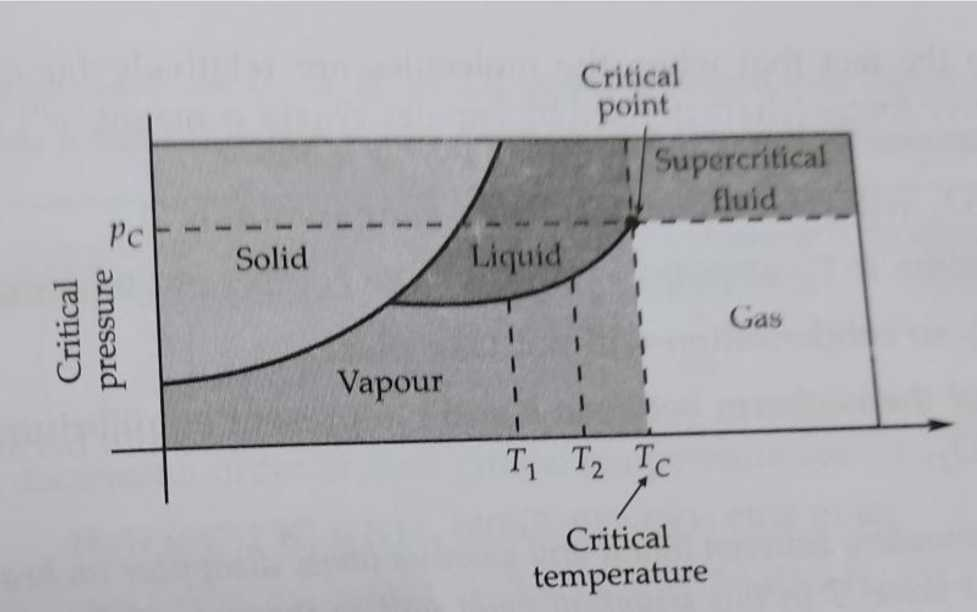 Critical
point
Supercritical
fluid
pC
Solid
Liquid
Critical
pressure
Gas
Vapour
T1
T2
TC
Critical
temperature